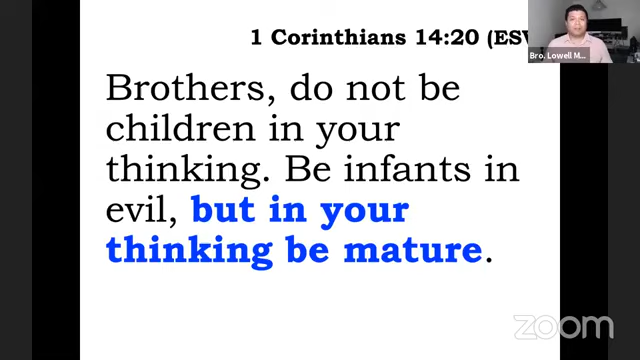 1 Corinthians 14:20 (ESV
Bro. Lowell M...
Brothers, do not be
children in your
thinking. Be infants in
evil, but in your
thinking be mature.
zoom